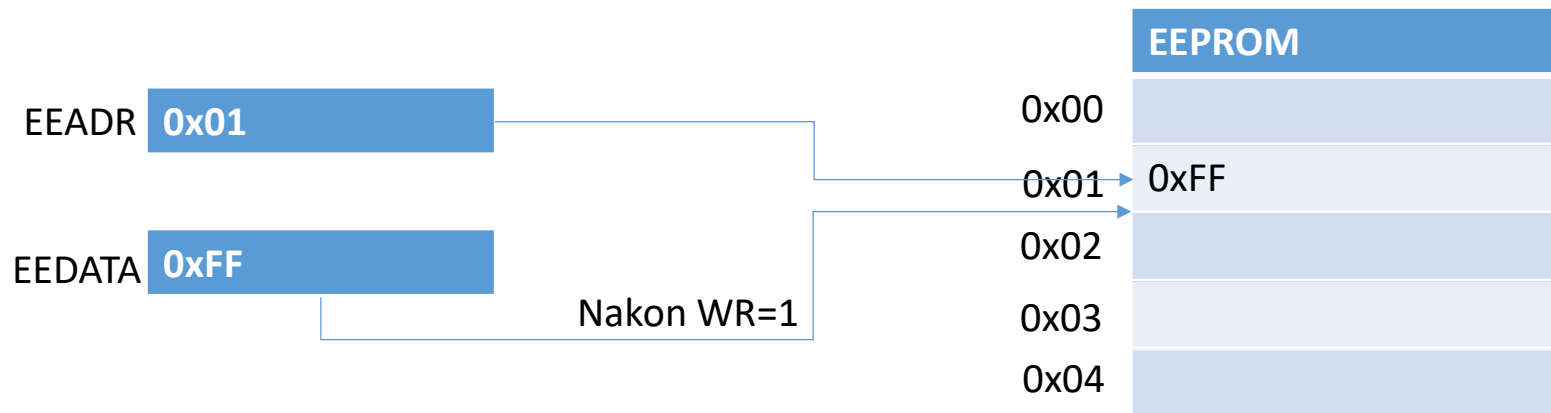 EEPROM
EEADR 0x01
0x00
0x01 0xFF
EEDATA 0xFF
0x02
Nakon WR=1
0x03
0x04